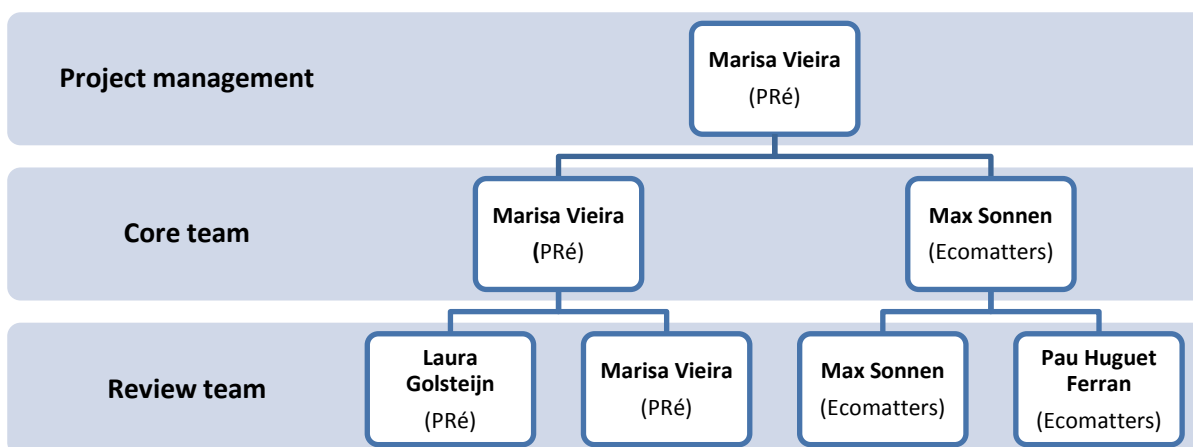 Project management
Marisa Vieira
(PRé)
Core team
Marisa Vieira
(PRé)
Max Sonnen
(Ecomatters)
Review team
Laura
Golsteijn
(PRé)
Marisa Vieira
(PRé)
Max Sonnen
(Ecomatters)
Pau Huguet
Ferran
(Ecomatters)